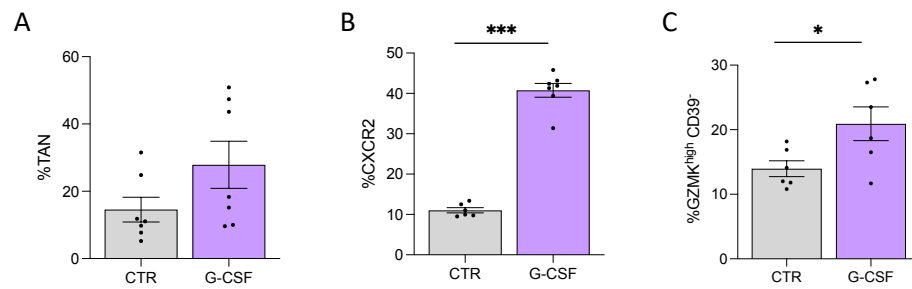 A
B
C
***
*
%TAN
60
40
20
0
CTR
G-CSF
%CXCR2
50
40
30
20
10
0
CTR
G-CSF
%GZMKhigh CD39-
30
20
10
0
CTR
G-CSF